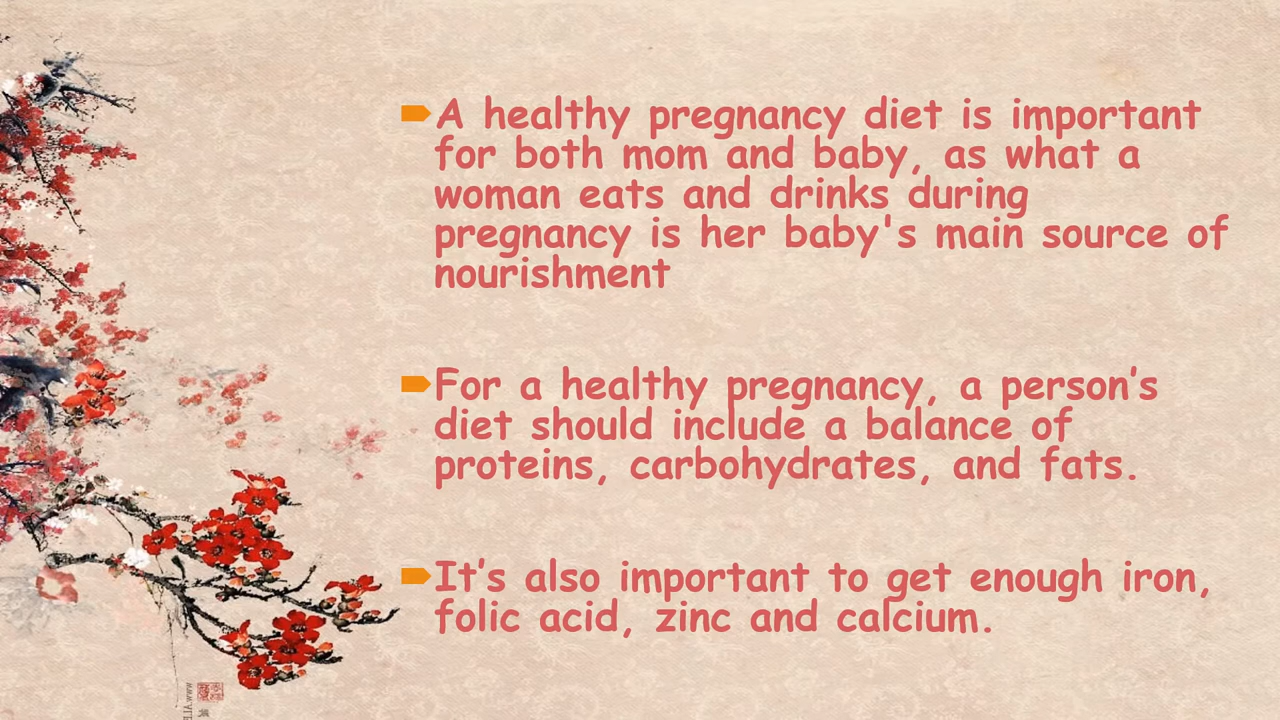 A healthy pregnancy diet is important
for both mom and baby, as what a
woman eats and drinks during
pregnancy is her baby's main source of
nourishment
For a healthy pregnancy, a person’s
diet should include a balance of
proteins, carbohydrates, and fats.
It’s also important to get enough iron,
folic acid, zinc and calcium.